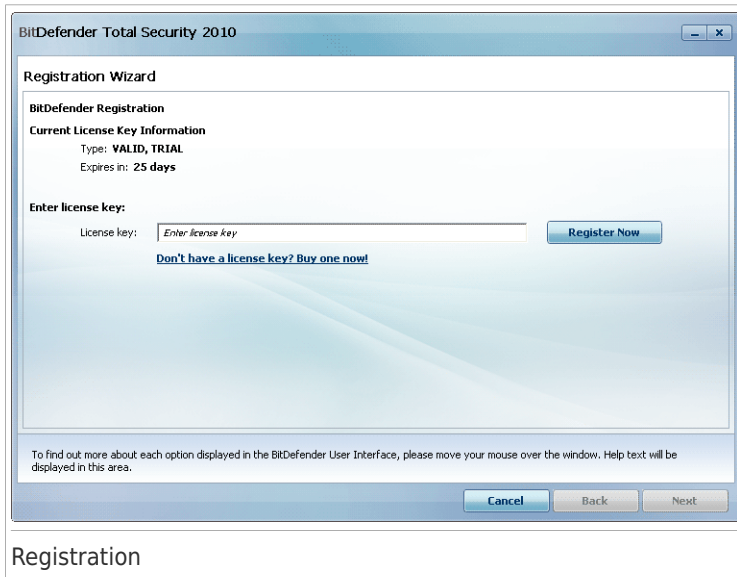 BitDefender Total Security 2010
Registration Wizard
BitDefender Registration
Current License Key Information
Type: VALID, TRIAL
Expires in: 25 days
Enter license key:
License key: Enter license key Register Now
Don't have a license key? Buy one now!
To find out more about each option displayed in the BitDefender User Interface, please move your mouse over the window. Help text will be
displayed in this area.
Cancel Back Next
Registration